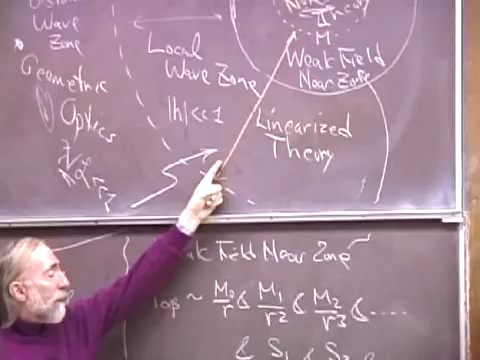 Wave
Zone
Geometric
Optics
Local
Wave Zone
|h|<<1
Theory
M
Weak Field
Near Zone
Linearized
Theory
Field Near Zone
~ M₀/r & M₁/r² & M₂/r³ & ....
& S₁ &